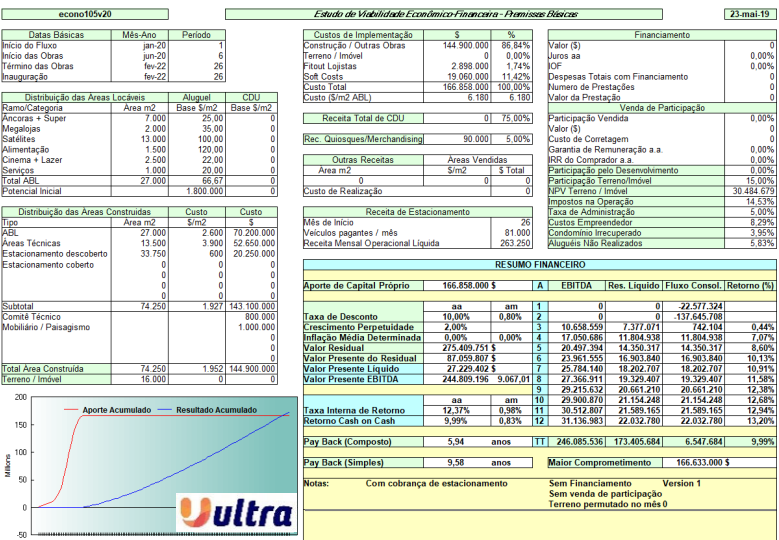 econo105v20 Estudo de Viabilidade Econômico-Financeira - Premissas Básicas 23-mai-19
Datas Básicas Mês-Ano Período
Início do Fluxo jan-20 1
Início das Obras jun-20 6
Término das Obras fev-22 26
Inauguração fev-22 26
Distribuição das Áreas Locáveis Aluguel CDU
Ramo/Categoria Área m2 Base $/m2 Base $/m2
Âncoras + Super 7.000 25,00 0
Megalojas 2.000 35,00 0
Satélites 13.000 100,00 0
Alimentação 1.500 120,00 0
Cinema + Lazer 2.500 22,00 0
Serviços 1.000 20,00 0
Total ABL 27.000 66,67
Potencial Inicial 1.800.000 0
Distribuição das Áreas Construídas Custo Custo
Tipo Área m2 $/m2 $
ABL 27.000 2.600 70.200.000
Áreas Técnicas 13.500 3.900 52.650.000
Estacionamento descoberto 33.750 600 20.250.000
Estacionamento coberto 0 0
0 0
0 0
0 0
Subtotal 74.250 1.927 143.100.000
Comitê Técnico 800.000
Mobiliário / Paisagismo 1.000.000
0
0
0
Total Área Construída 74.250 1.952 144.900.000
Terreno / Imóvel 16.000 0 0
Custos de Implementação $ %
Construção / Outras Obras 144.900.000 86,84%
Terreno / Imóvel 0 0,00%
Fitout Lojistas 2.898.000 1,74%
Soft Costs 19.060.000 11,42%
Custo Total 166.858.000 100,00%
Custo ($/m2 ABL) 6.180 6.180
Receita Total de CDU 0 75,00%
Rec. Quiosques/Merchandising 90.000 5,00%
Outras Receitas Áreas Vendidas
Área m2 $/m2 $ Total
0 0 0
Custo de Realização 0
Receita de Estacionamento
Mês de Início 26
Veículos pagantes / mês 81.000
Receita Mensal Operacional Líquida 263.250
Financiamento
Valor ($) 0
Juros aa 0,00%
IOF 0,00%
Despesas Totais com Financiamento 0
Numero de Prestações 0
Valor da Prestação 0
Venda de Participação
Participação Vendida 0,00%
Valor ($) 0
Custo de Corretagem 0
Garantia de Remuneração a.a. 0,00%
IRR do Comprador a.a. 0,00%
Participação pelo Desenvolvimento 0,00%
Participação Terreno/Imóvel 15,00%
NPV Terreno / Imóvel 30.484.679
Impostos na Operação 14,53%
Taxa de Administração 5,00%
Custos Empreendedor 8,29%
Condomínio Irrecuperado 3,95%
Aluguéis Não Realizados 5,83%
RESUMO FINANCEIRO
Aporte de Capital Próprio 166.858.000 $ A EBITDA Res. Líquido Fluxo Consol. Retorno (%)
aa am 1 0 0 -22.577.324
Taxa de Desconto 10,00% 0,80% 2 0 0 -137.645.708
Crescimento Perpetuidade 2,00% 3 10.658.559 7.377.071 742.104 0,44%
Inflação Média Determinada 0,00% 0,00% 4 17.050.686 11.804.938 11.804.938 7,07%
Valor Residual 275.409.751 $ 5 20.497.394 14.350.317 14.350.317 8,60%
Valor Presente do Residual 87.059.807 $ 6 23.961.555 16.903.840 16.903.840 10,13%
Valor Presente Líquido 27.229.402 $ 7 25.784.140 18.202.707 18.202.707 10,91%
Valor Presente EBITDA 244.809.196 9.067,01 8 27.366.911 19.329.407 19.329.407 11,58%
9 29.215.632 20.661.210 20.661.210 12,38%
aa am 10 29.900.870 21.154.248 21.154.248 12,68%
Taxa Interna de Retorno 12,37% 0,98% 11 30.512.807 21.589.165 21.589.165 12,94%
Retorno Cash on Cash 9,99% 0,83% 12 31.136.983 22.032.780 22.032.780 13,20%
Pay Back (Composto) 5,94 anos TT 246.085.536 173.405.684 6.547.684 9,99%
Pay Back (Simples) 9,58 anos Maior Comprometimento 166.633.000 $
Notas: Com cobrança de estacionamento Sem Financiamento Version 1
Sem venda de participação
Terreno permutado no mês 0
200
150
100
50
0
-50
Millions
Aporte Acumulado Resultado Acumulado
uultra